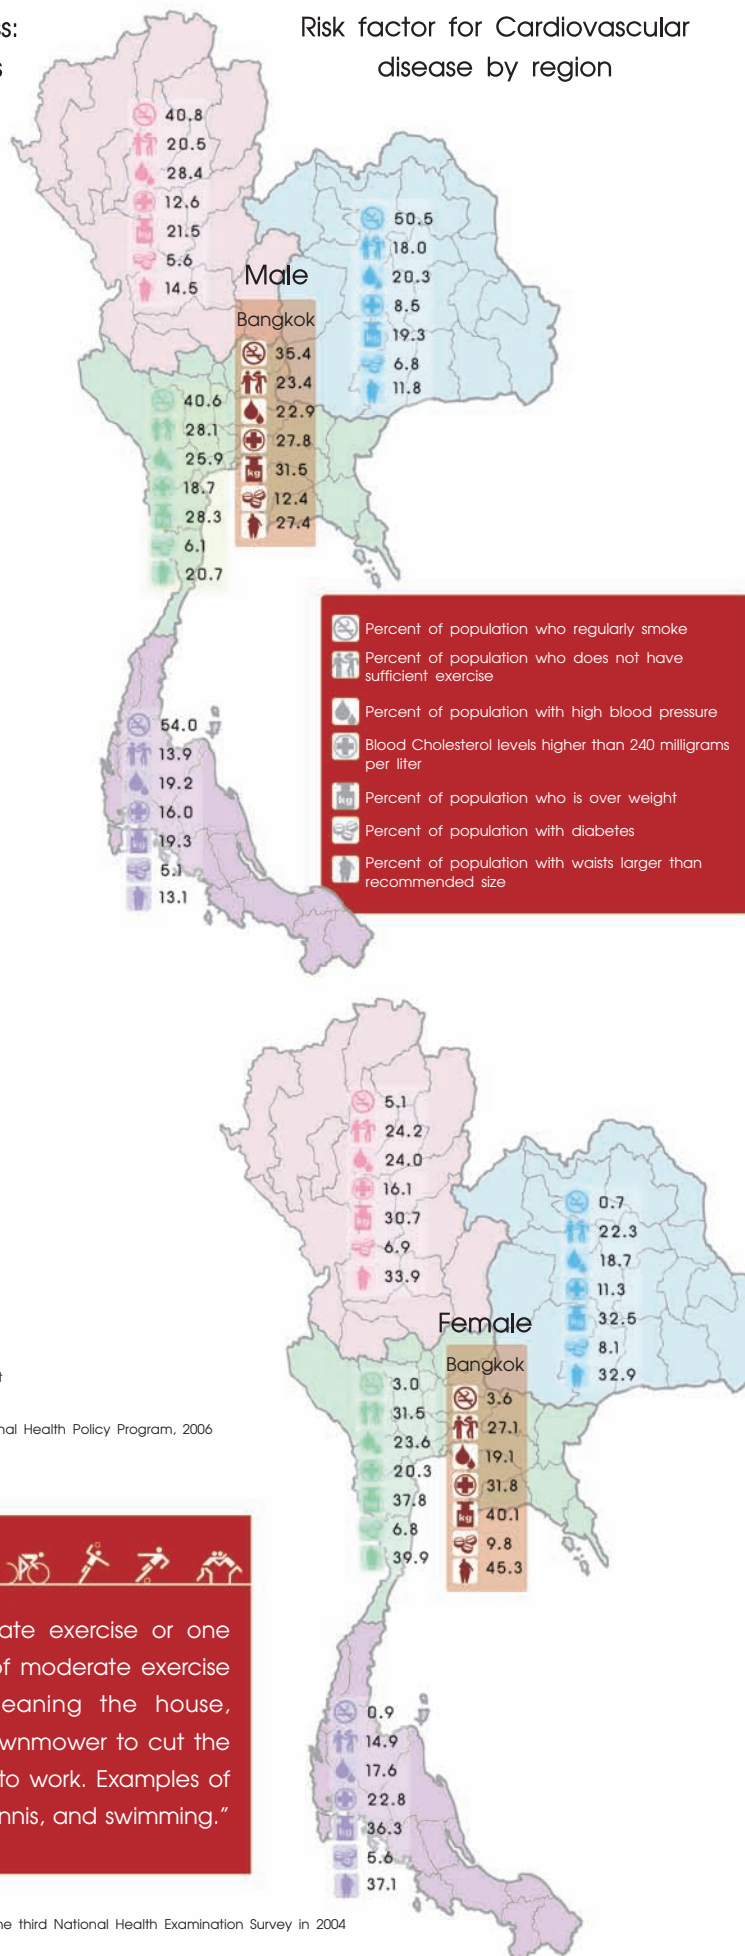 s:
s
Risk factor for Cardiovascular
disease by region
40.8
20.5
28.4
12.6
21.5
5.6
14.5
50.5
18.0
20.3
8.5
19.3
6.8
11.8
Male
Bangkok
35.4
23.4
22.9
27.8
31.5
12.4
27.4
40.6
28.1
25.9
18.7
28.3
6.1
20.7
Percent of population who regularly smoke
Percent of population who does not have
sufficient exercise
Percent of population with high blood pressure
Blood Cholesterol levels higher than 240 milligrams
per liter
kg Percent of population who is over weight
Percent of population with diabetes
Percent of population with waists larger than
recommended size
54.0
13.9
19.2
16.0
19.3
5.1
13.1
5.1
24.2
24.0
16.1
30.7
6.9
33.9
0.7
22.3
18.7
11.3
32.5
8.1
32.9
Female
Bangkok
3.6
27.1
19.1
31.8
40.1
9.8
45.3
3.0
31.5
23.6
20.3
37.8
6.8
39.9
t
nal Health Policy Program, 2006
ate exercise or one
of moderate exercise
eaning the house,
wnmower to cut the
to work. Examples of
nnis, and swimming."
0.9
14.9
17.6
22.8
36.3
5.6
37.1
he third National Health Examination Survey in 2004